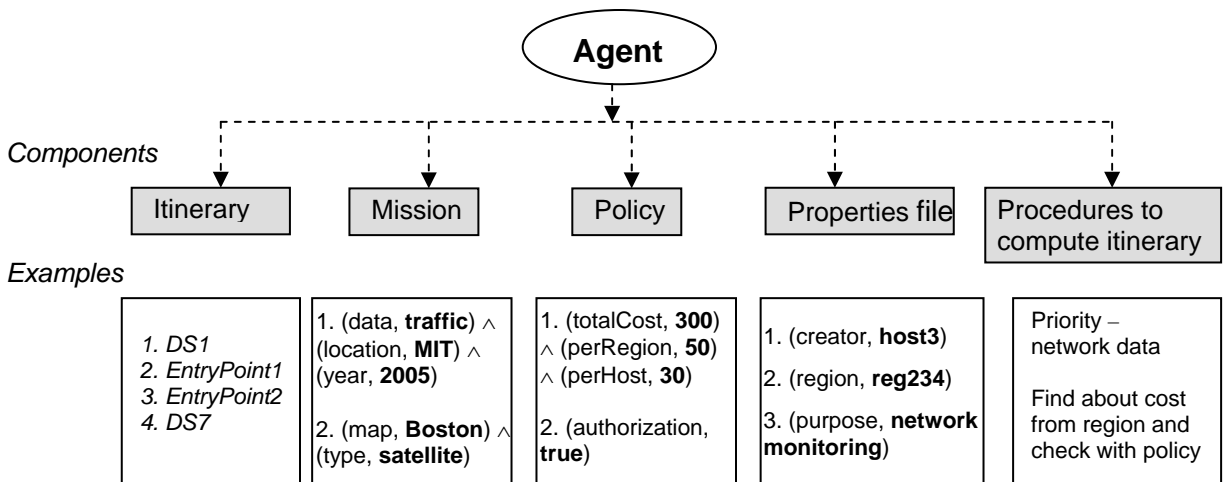 Agent
Components
Itinerary
Mission
Policy
Properties file
Procedures to
compute itinerary
Examples
1. DS1
2. EntryPoint1
3. EntryPoint2
4. DS7
1. (data, traffic) ∧
(location, MIT) ∧
(year, 2005)
2. (map, Boston) ∧
(type, satellite)
1. (totalCost, 300)
∧ (perRegion, 50)
∧ (perHost, 30)
2. (authorization,
true)
1. (creator, host3)
2. (region, reg234)
3. (purpose, network
monitoring)
Priority –
network data
Find about cost
from region and
check with policy